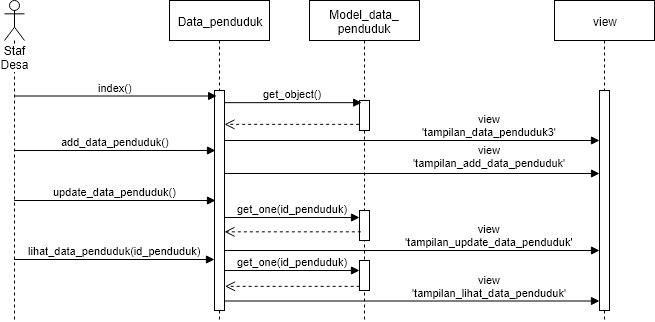 Staf
Desa
Data_penduduk
Model_data_
penduduk
view
index()
get_object()
view
'tampilan_data_penduduk3'
add_data_penduduk()
view
'tampilan_add_data_penduduk'
update_data_penduduk()
get_one(id_penduduk)
view
'tampilan_update_data_penduduk'
lihat_data_penduduk(id_penduduk)
get_one(id_penduduk)
view
'tampilan_lihat_data_penduduk'